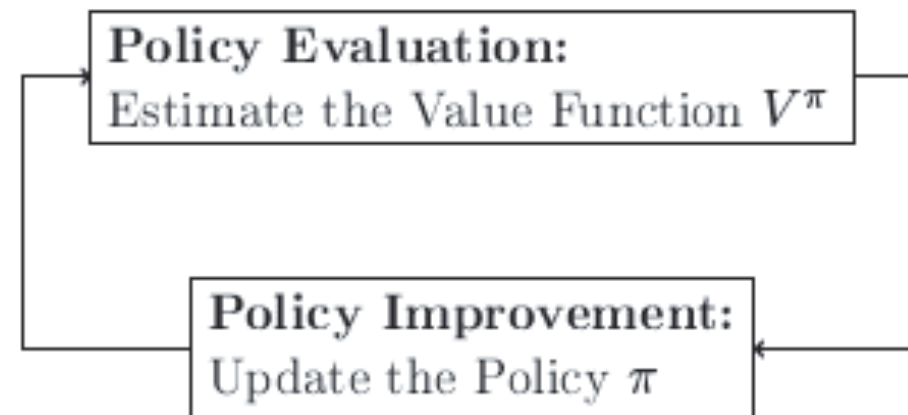 Policy Evaluation:
Estimate the Value Function V^π
Policy Improvement:
Update the Policy π